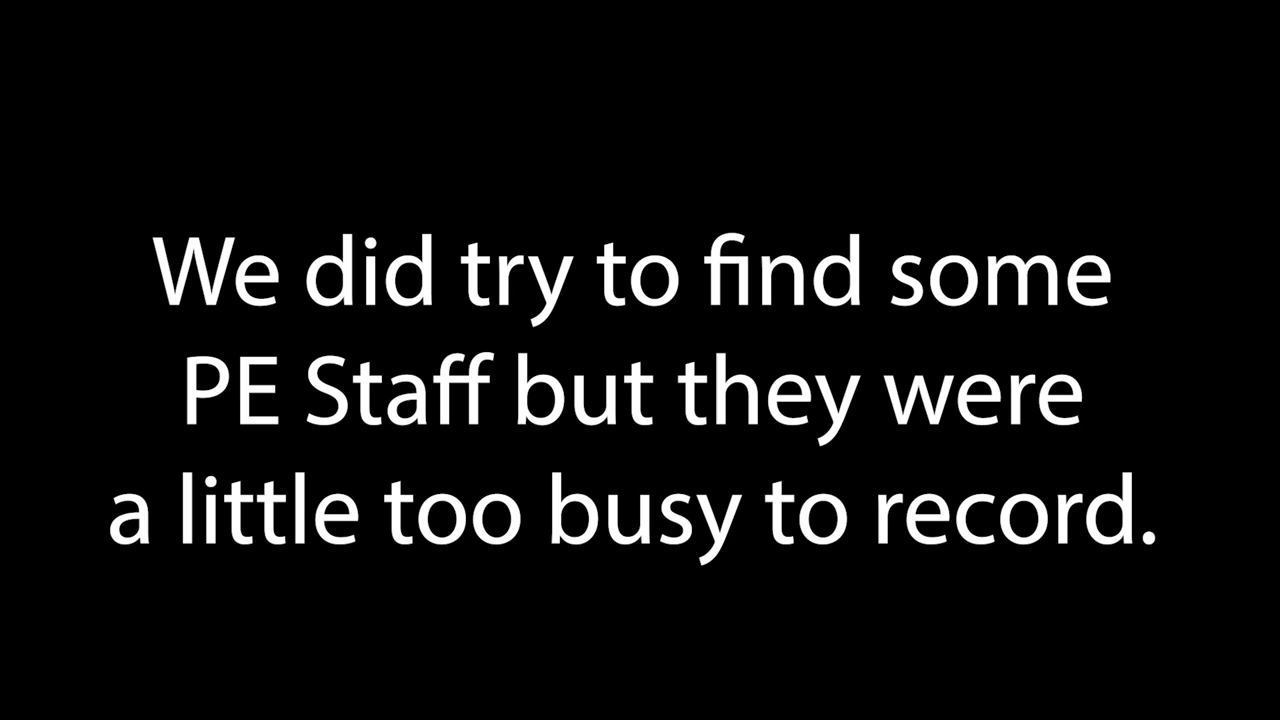 We did try to find some
PE Staff but they were
a little too busy to record.